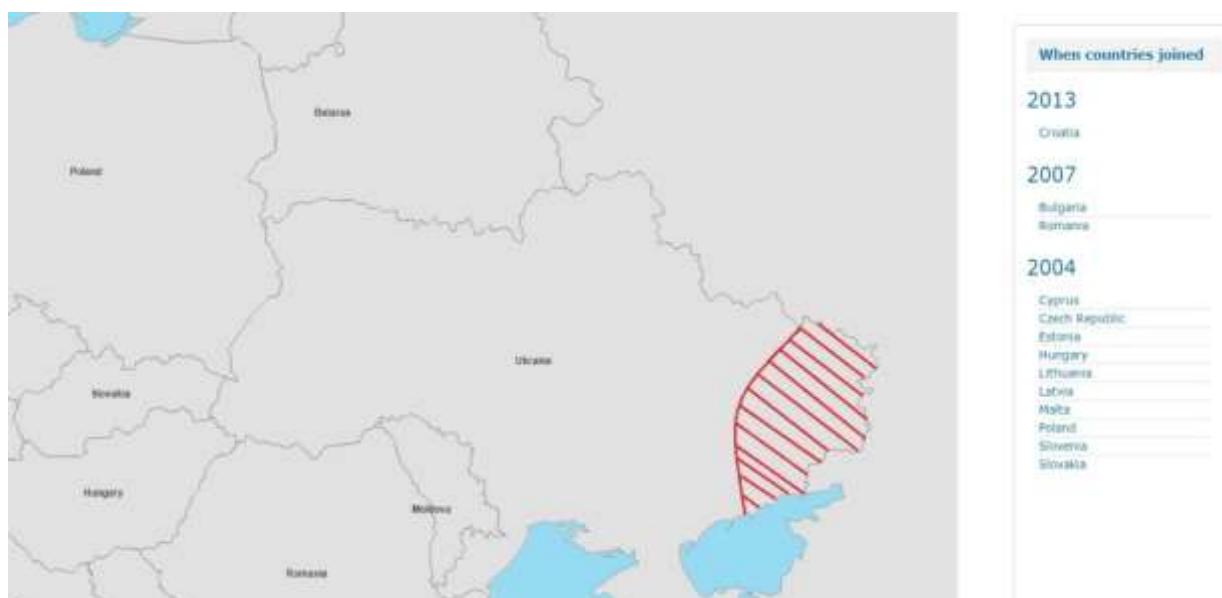 Belarus
Poland
Ukraine
Slovakia
Hungary
Moldova
Romania
When countries joined
2013
Croatia
2007
Bulgaria
Romania
2004
Cyprus
Czech Republic
Estonia
Hungary
Lithuania
Latvia
Malta
Poland
Slovenia
Slovakia